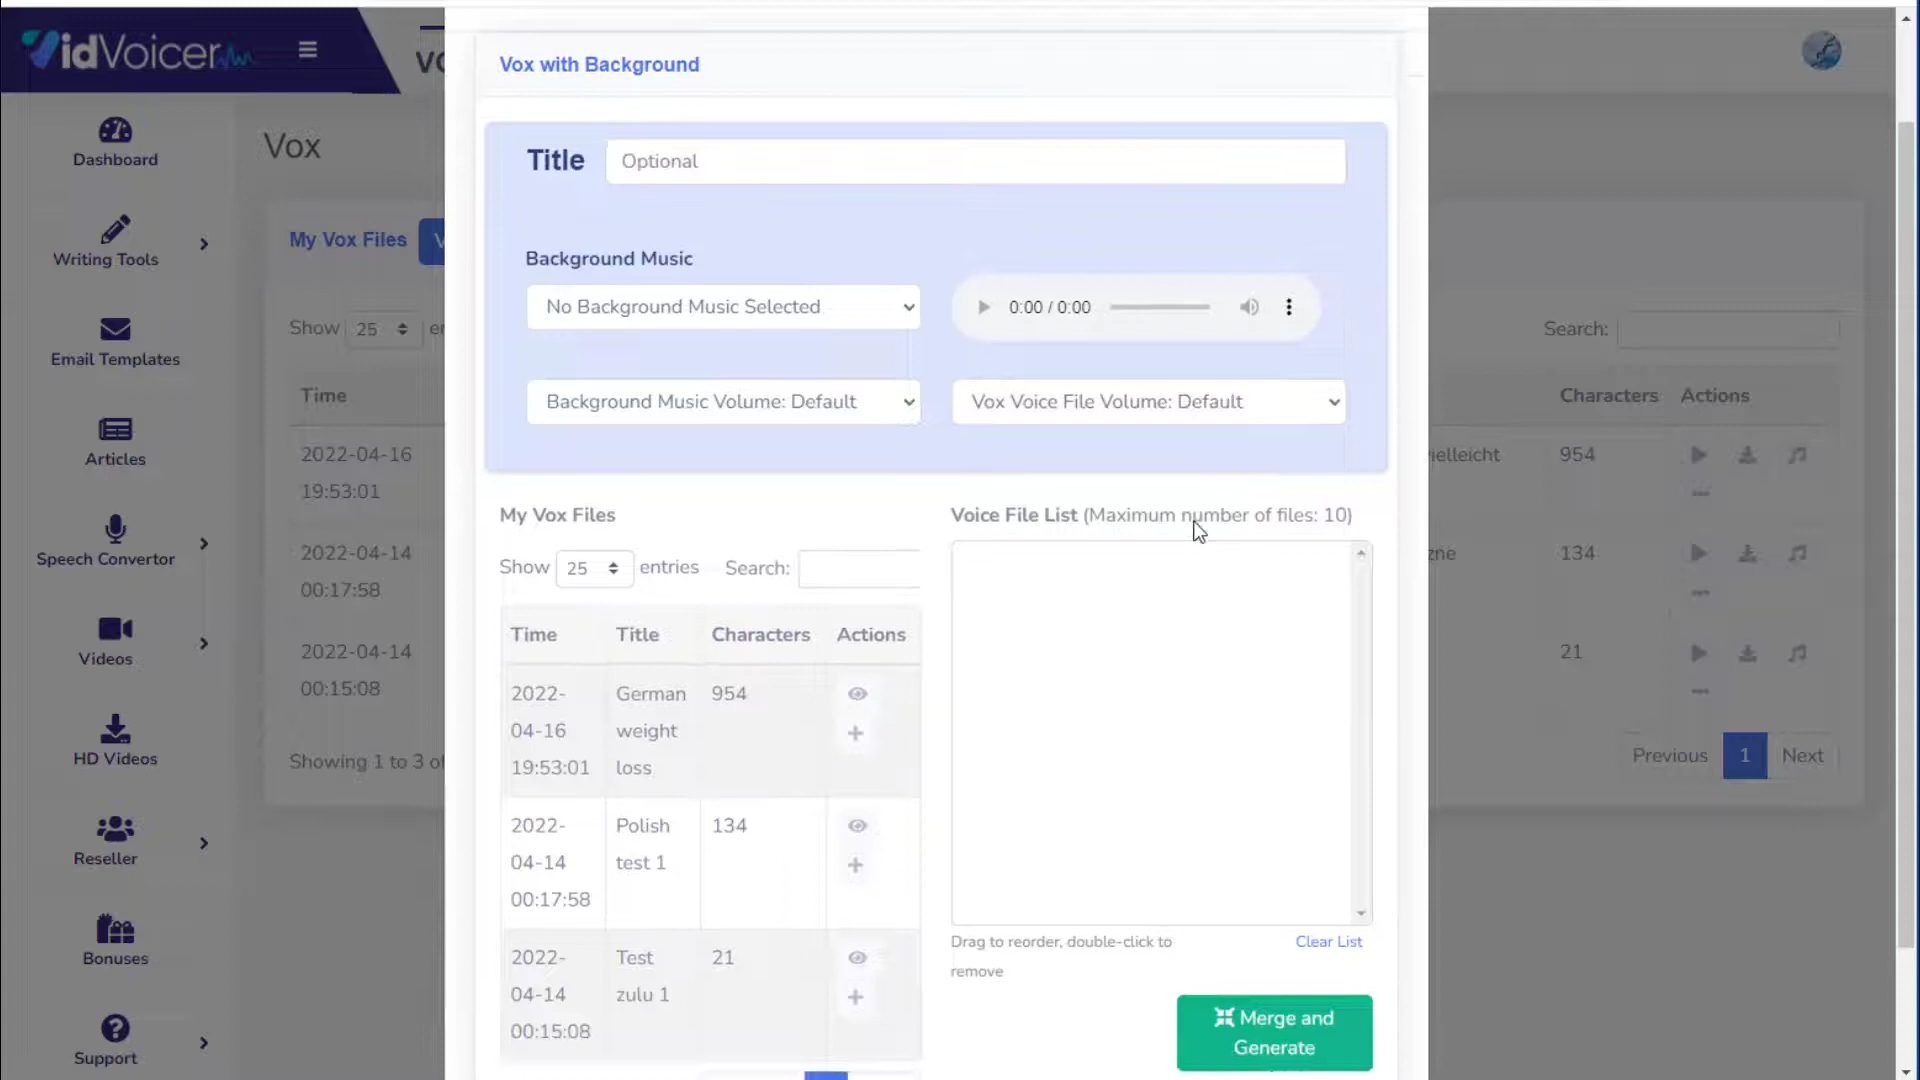 VidVoicer
Vox with Background
Dashboard
Writing Tools
Email Templates
Articles
Speech Convertor
Videos
HD Videos
Reseller
Bonuses
Support
Vox
My Vox Files
Show 25
Time
2022-04-16
19:53:01
2022-04-14
00:17:58
2022-04-14
00:15:08
Showing 1 to 3 of
Title Optional
Background Music
No Background Music Selected
0:00 / 0:00
Background Music Volume: Default
Vox Voice File Volume: Default
My Vox Files
Show 25 entries Search:
Time Title Characters Actions
2022-
04-16
19:53:01
German
weight
loss
954
2022-
04-14
00:17:58
Polish
test 1
134
2022-
04-14
00:15:08
Test
zulu 1
21
Voice File List (Maximum number of files: 10)
Drag to reorder, double-click to
remove
Clear List
Merge and
Generate
Search:
Characters Actions
954
134
21
Previous 1 Next